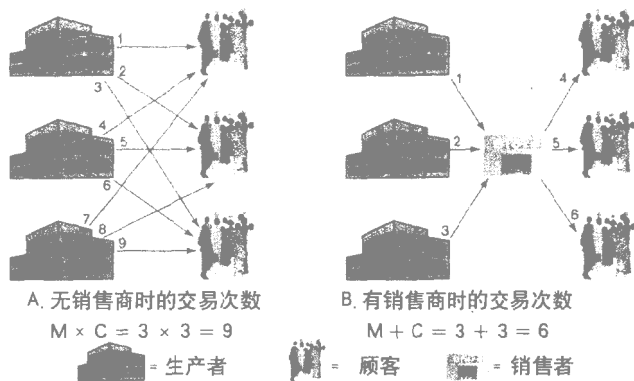 1
2
3
4
5
6
7
8
9
1
2
3
4
5
6
A. 无销售商时的交易次数
B. 有销售商时的交易次数
M × C = 3 × 3 = 9
M + C = 3 + 3 = 6
= 生产者
= 顾客
= 销售者